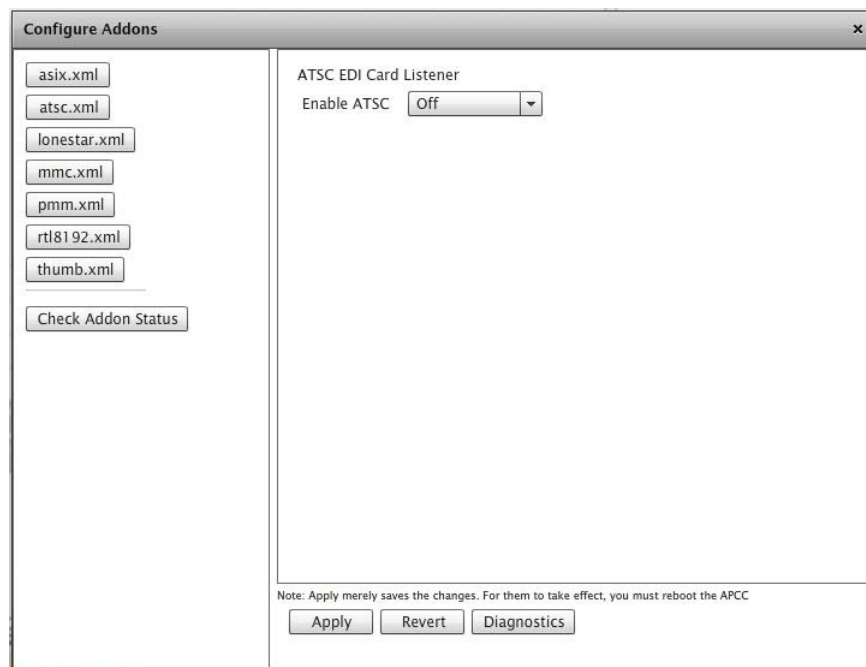 Configure Addons
asix.xml
atsc.xml
lonestar.xml
mmc.xml
pmm.xml
rtl8192.xml
thumb.xml
Check Addon Status
ATSC EDI Card Listener
Enable ATSC Off
Note: Apply merely saves the changes. For them to take effect, you must reboot the APCC
Apply Revert Diagnostics